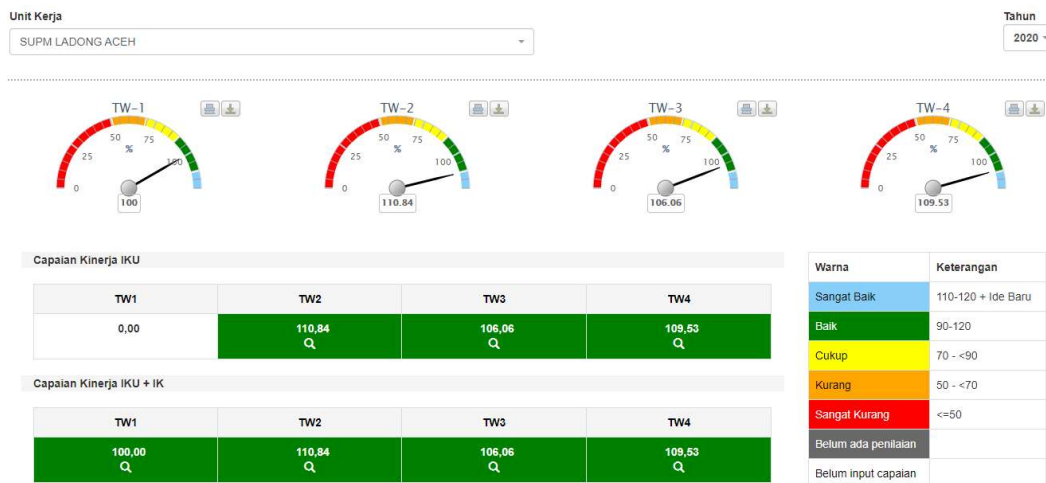 Unit Kerja
Tahun
SUPM LADONG ACEH
2020
TW-1
TW-2
TW-3
TW-4
0 25 50 75 100 %
0 25 50 75 100 %
0 25 50 75 100 %
0 25 50 75 100 %
100
110.84
106.06
109.53
Capaian Kinerja IKU
TW1 TW2 TW3 TW4
0,00 110,84 106,06 109,53
Capaian Kinerja IKU + IK
TW1 TW2 TW3 TW4
100,00 110,84 106,06 109,53
Warna Keterangan
Sangat Baik 110-120 + Ide Baru
Baik 90-120
Cukup 70 - <90
Kurang 50 - <70
Sangat Kurang <=50
Belum ada penilaian
Belum input capaian